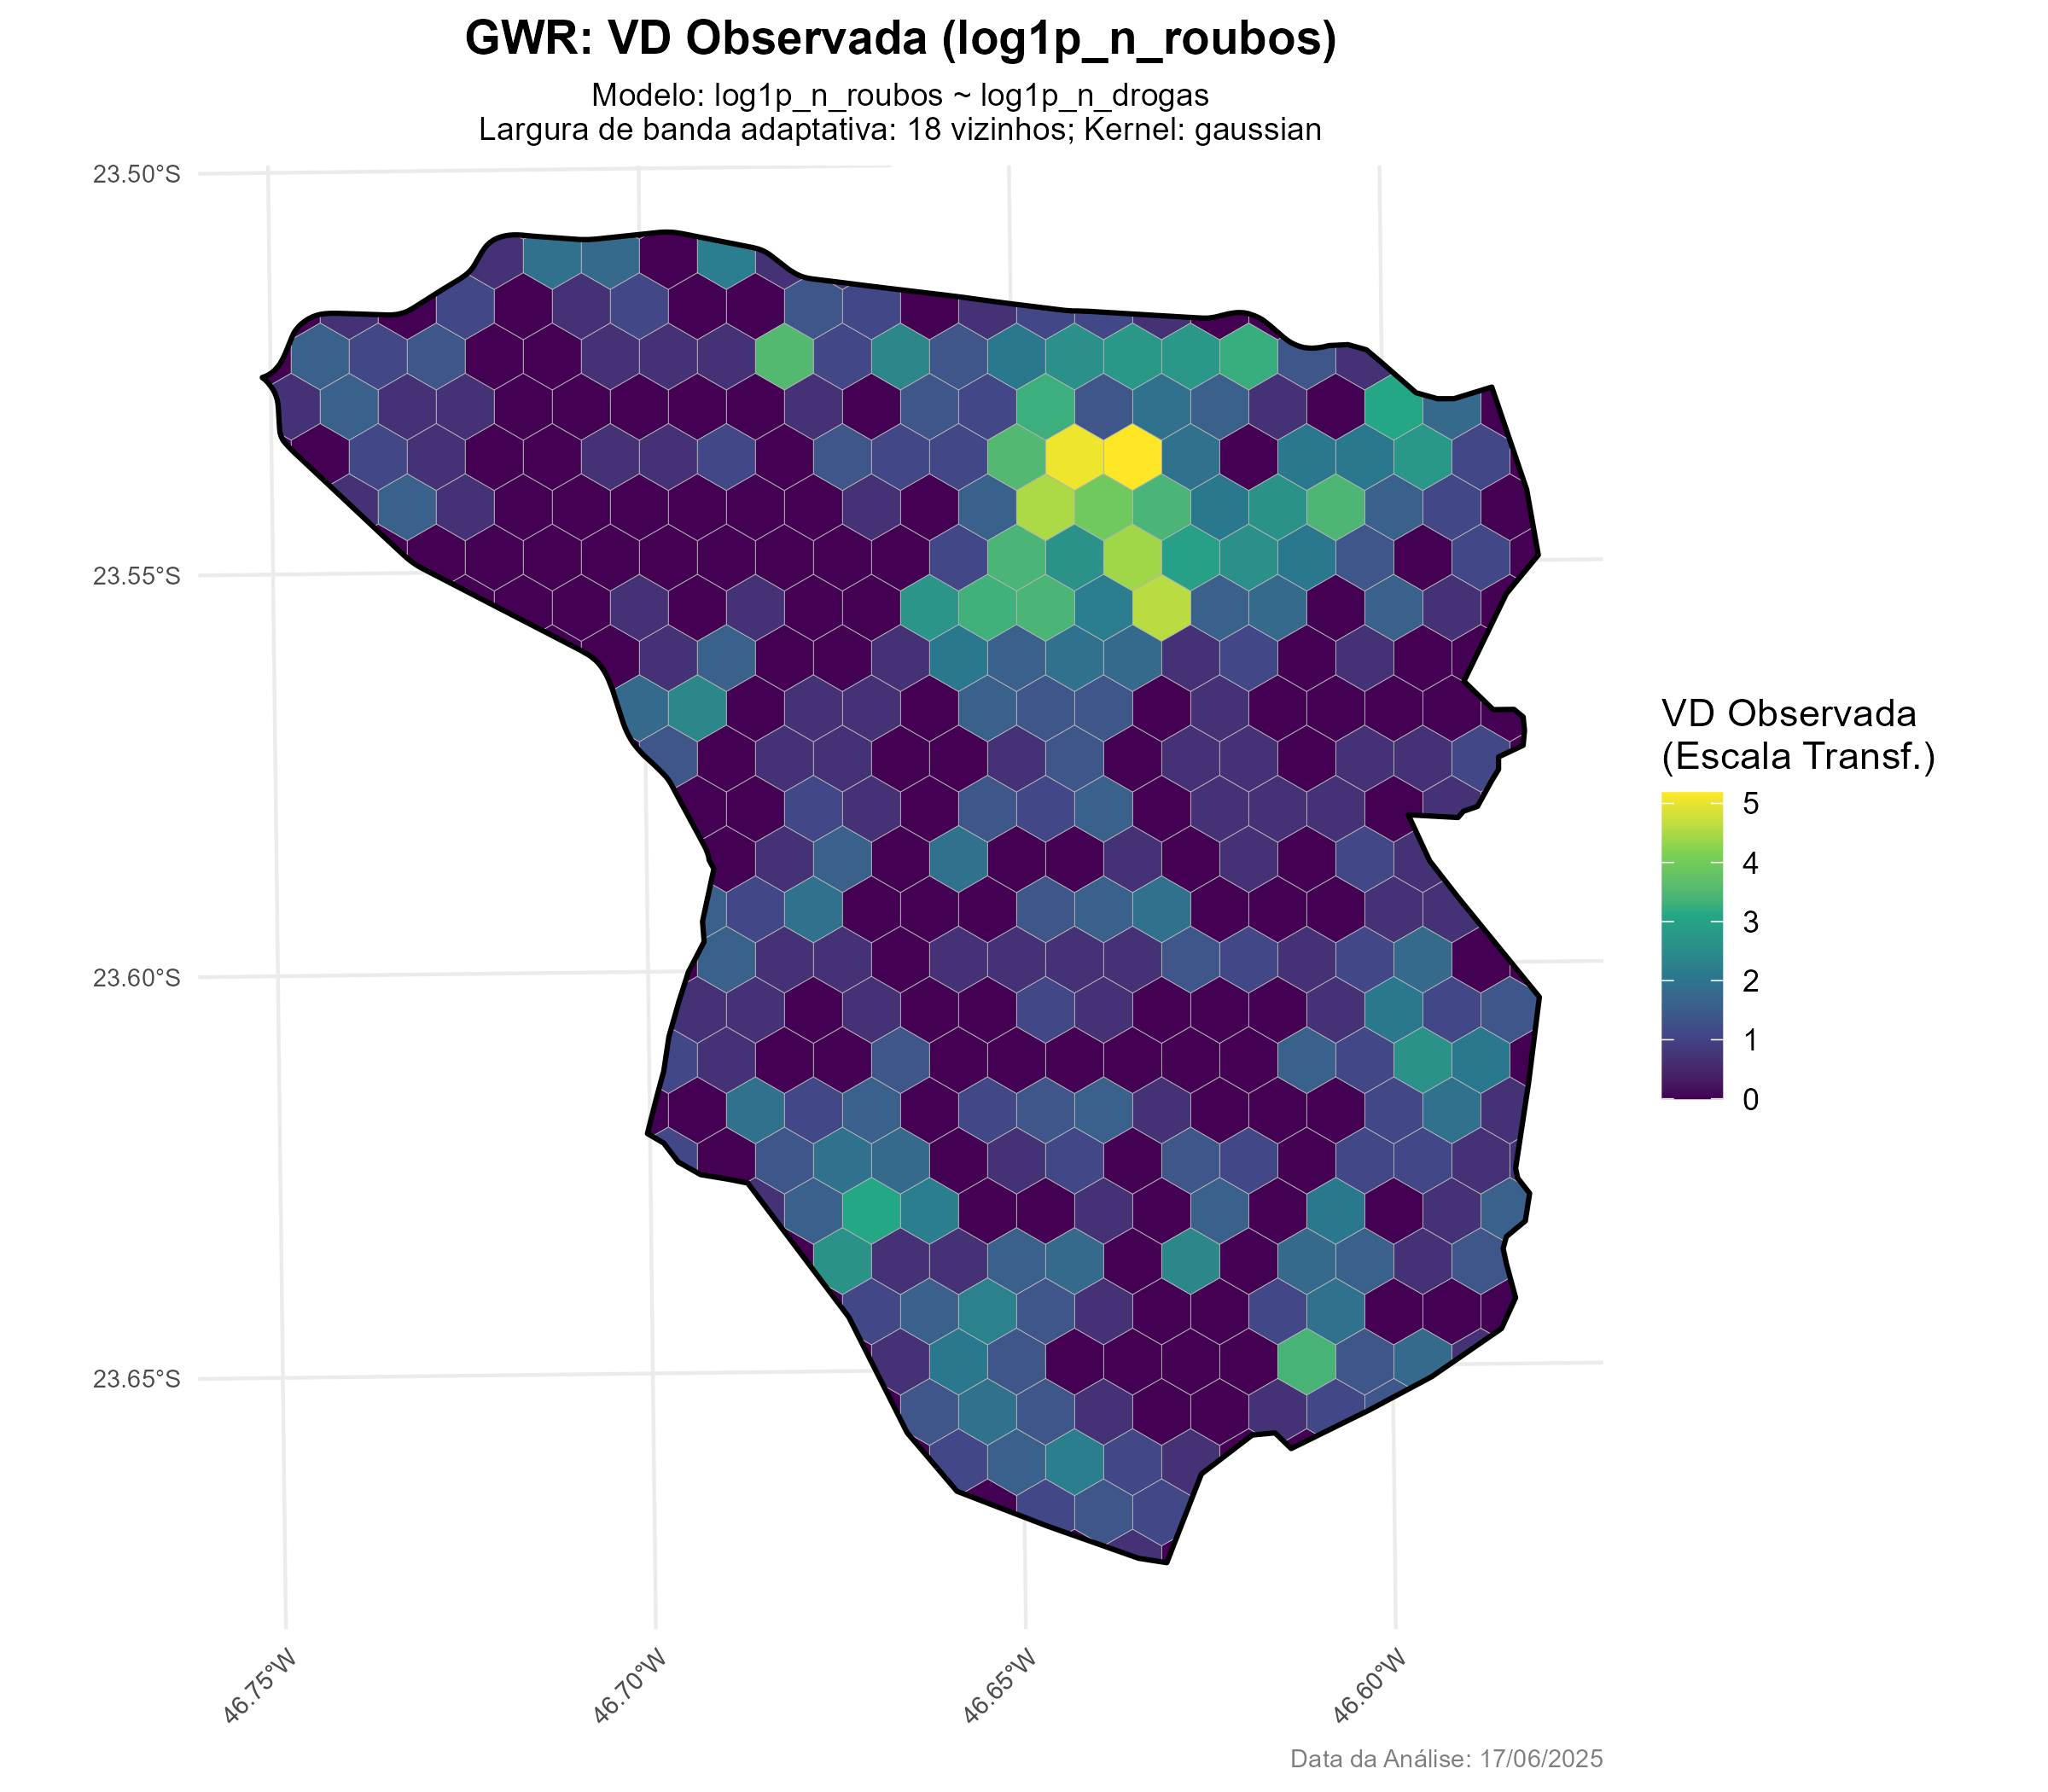 GWR: VD Observada (log1p_n_roubos)
Modelo: log1p_n_roubos ~ log1p_n_drogas
Largura de banda adaptativa: 18 vizinhos; Kernel: gaussian
23.50°S
23.55°S
23.60°S
23.65°S
VD Observada
(Escala Transf.)
5
4
3
2
1
0
46.75°W
46.70°W
46.65°W
46.60°W
Data da Análise: 17/06/2025